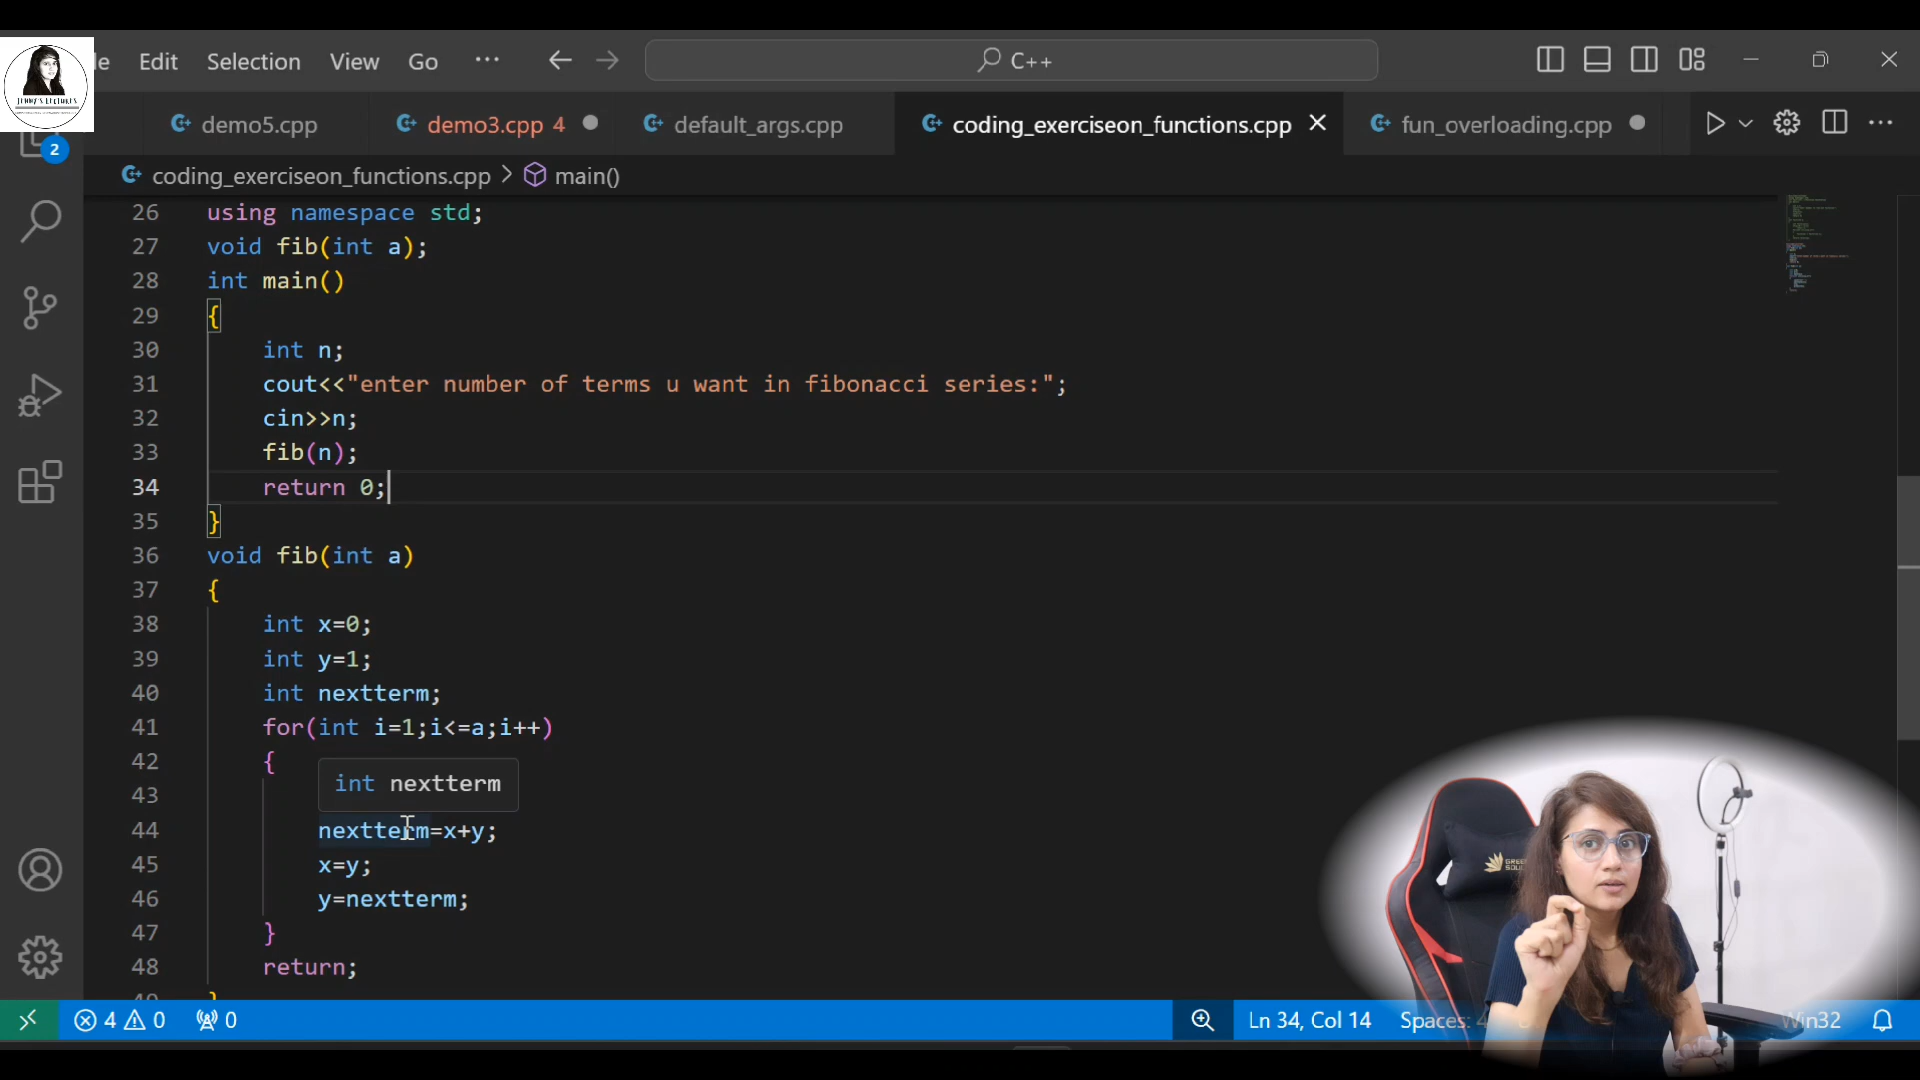 Edit Selection View Go ... C++
JENNY'S LECTURES
demo5.cpp demo3.cpp 4 default_args.cpp coding_exerciseon_functions.cpp fun_overloading.cpp
2
coding_exerciseon_functions.cpp > main()
26 using namespace std;
27 void fib(int a);
28 int main()
29 {
30 int n;
31 cout<<"enter number of terms u want in fibonacci series:";
32 cin>>n;
33 fib(n);
34 return 0;
35 }
36 void fib(int a)
37 {
38 int x=0;
39 int y=1;
40 int nextterm;
41 for(int i=1;i<=a;i++)
42 {
43 int nextterm
44 nextterm=x+y;
45 x=y;
46 y=nextterm;
47 }
48 return;
}
4 0 0 Ln 34, Col 14 Spaces: Win32